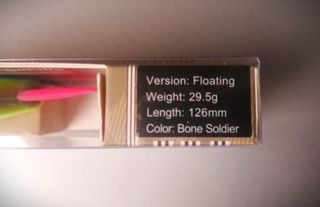 Version: Floating
Weight: 29.5g
Length: 126mm
Color: Bone Soldier